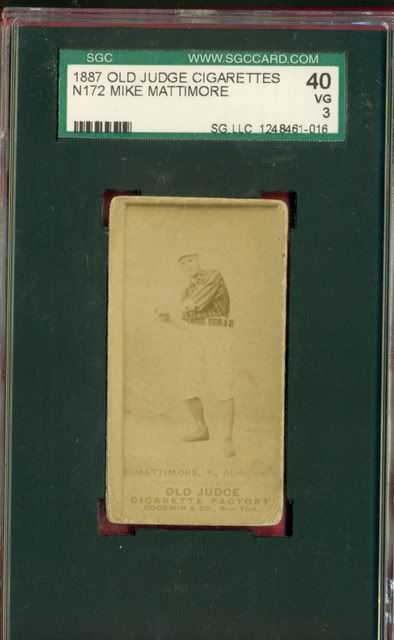 SGC WWW.SGCCARD.COM
1887 OLD JUDGE CIGARETTES 40
N172 MIKE MATTIMORE VG
3
SG LLC 1248461-016
MATTIMORE, P., Athletics
OLD JUDGE
CIGARETTE FACTORY
GOODWIN & CO., New York.